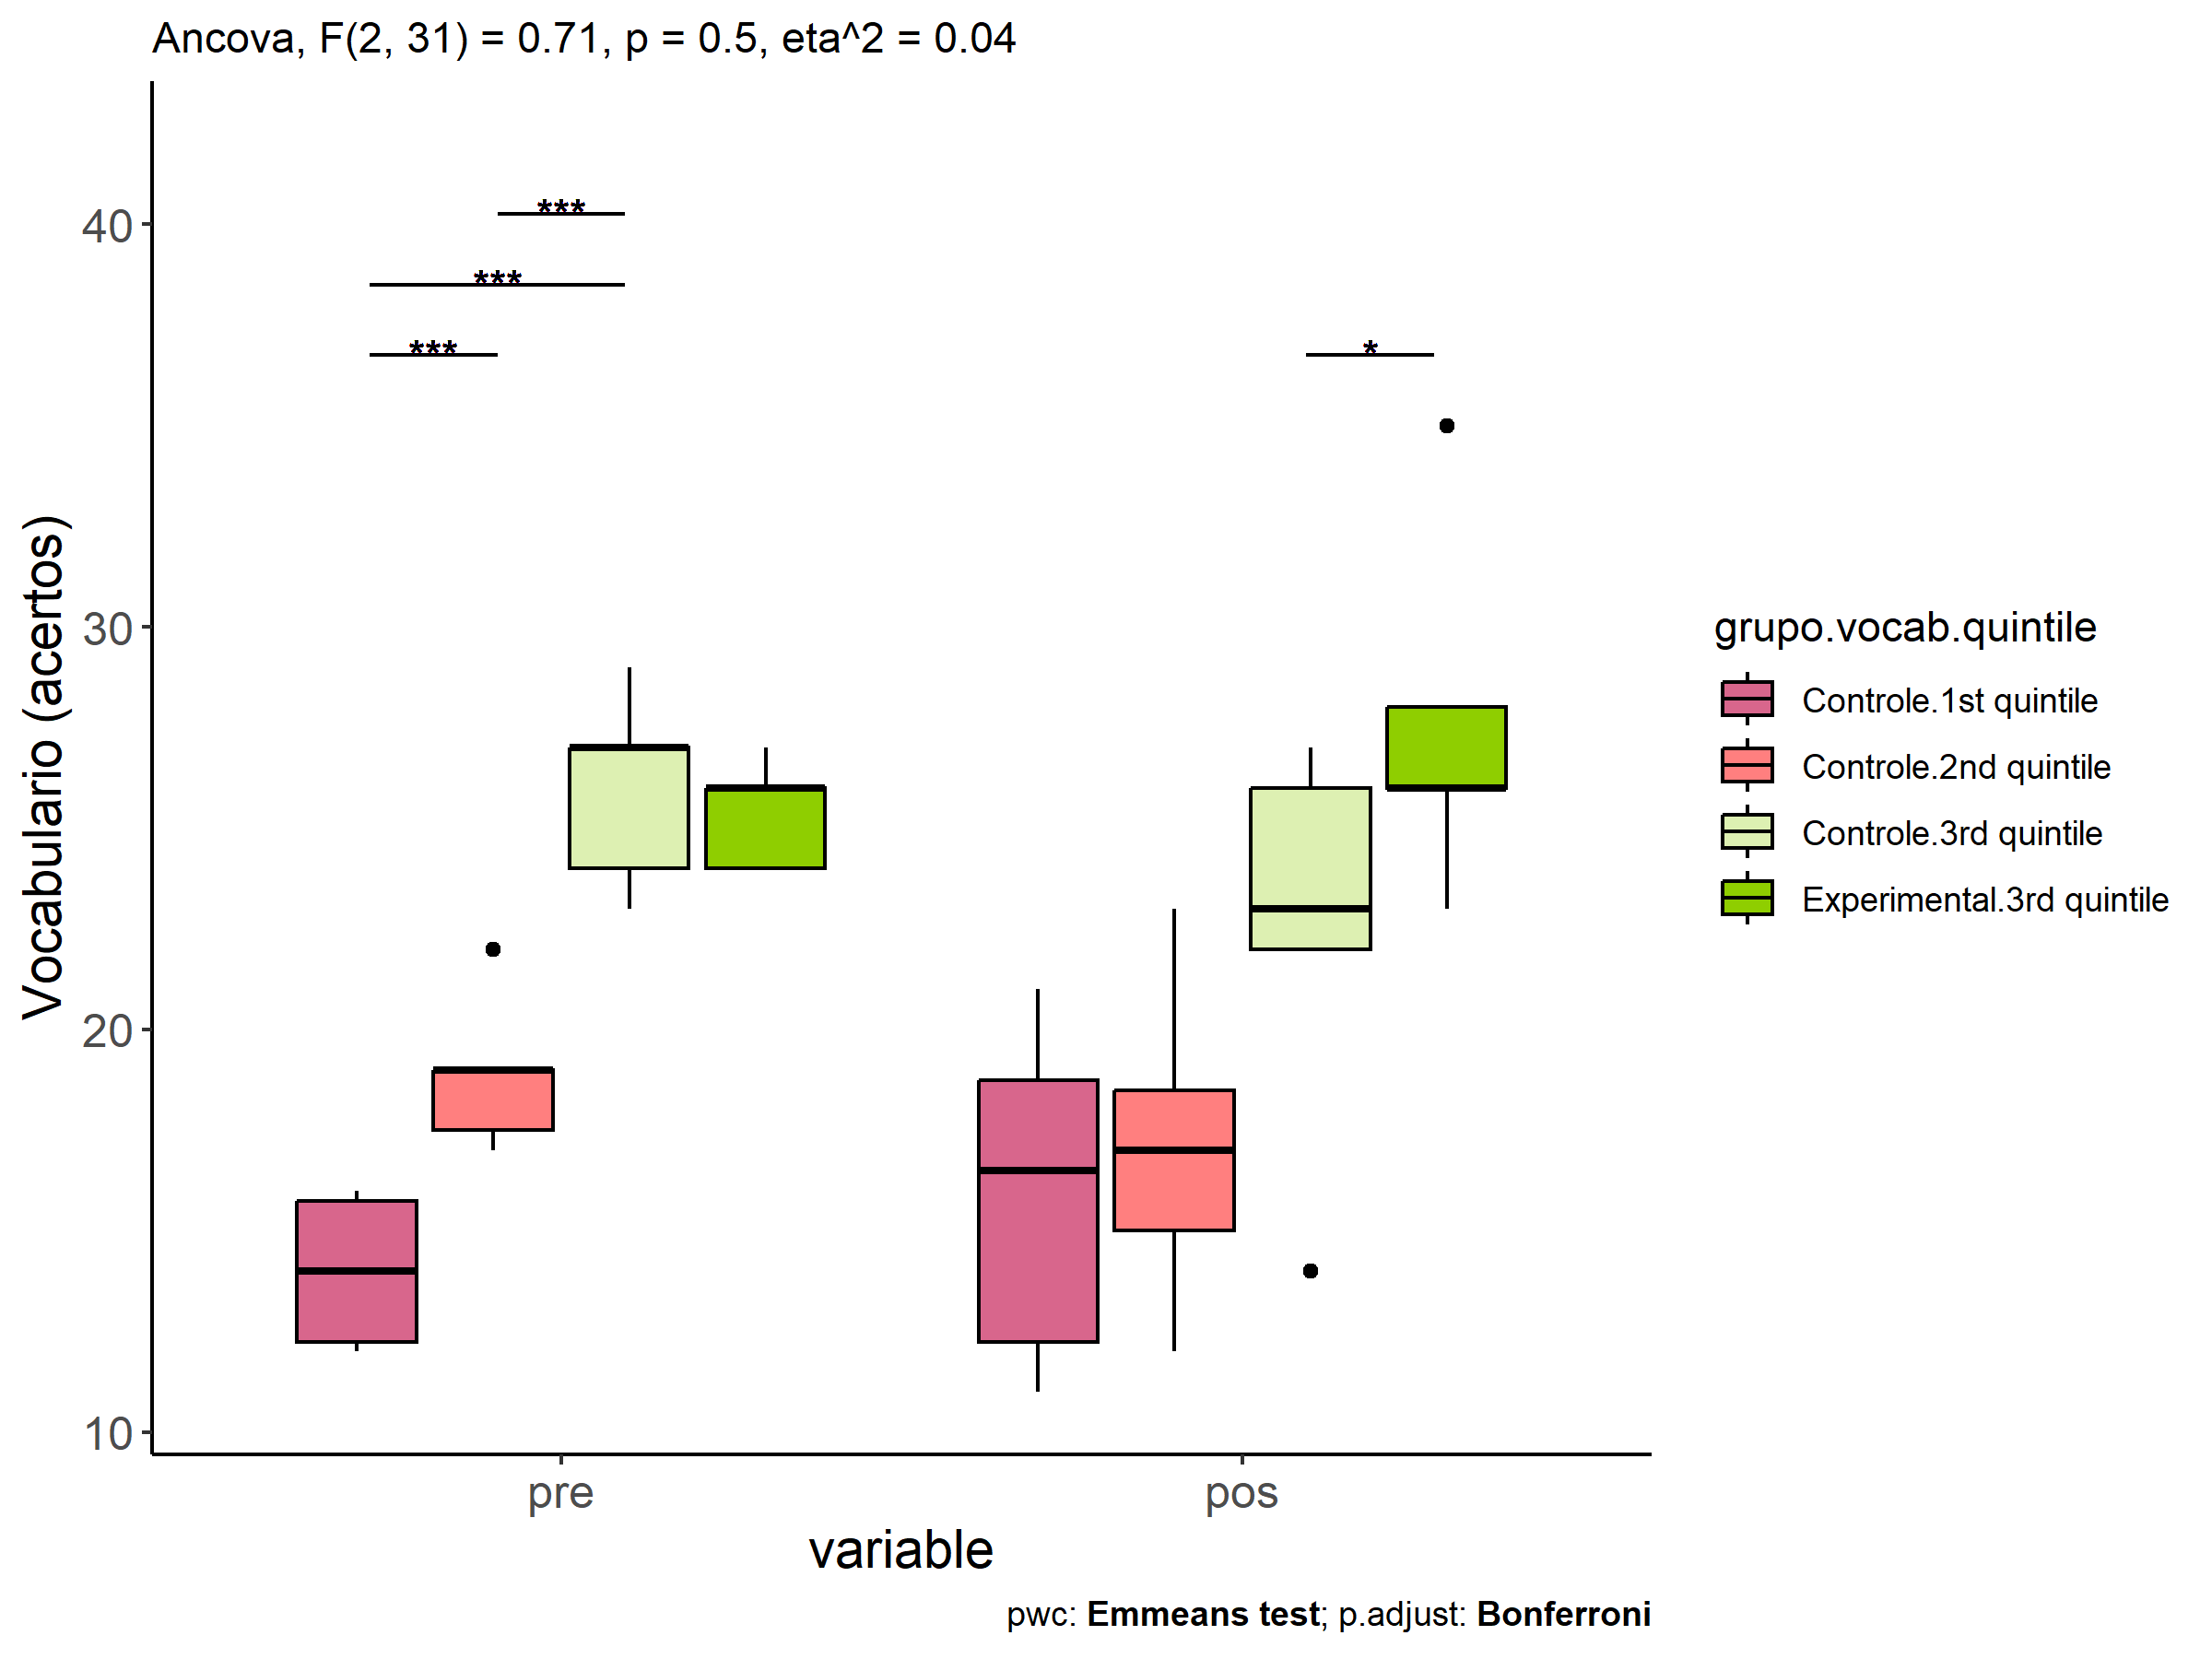 Ancova, F(2, 31) = 0.71, p = 0.5, eta^2 = 0.04
Vocabulario (acertos)
40
30
20
10
***
***
***
*
pre
pos
variable
grupo.vocab.quintile
Controle.1st quintile
Controle.2nd quintile
Controle.3rd quintile
Experimental.3rd quintile
pwc: Emmeans test; p.adjust: Bonferroni